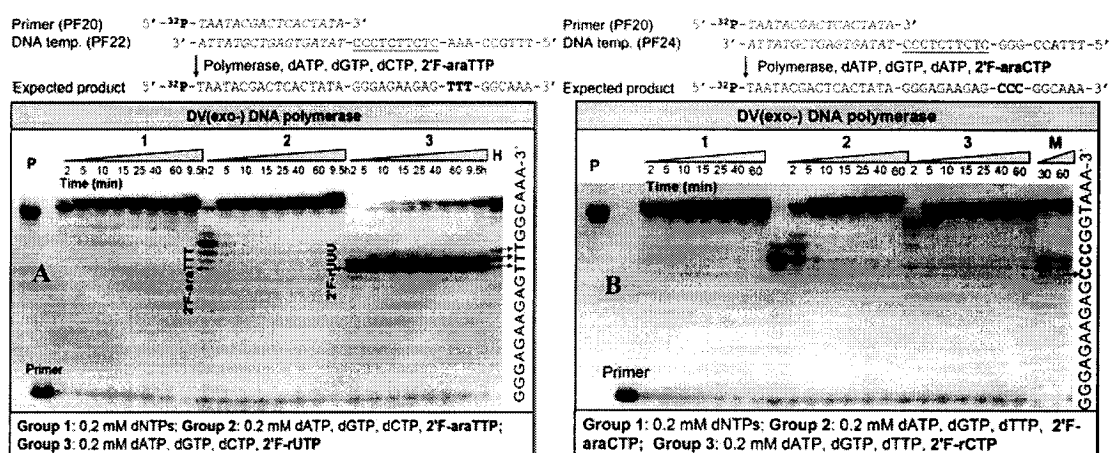 Primer (PF20) 5'-³²P-TAATACGACTCACTATA-3'
DNA temp. (PF22) 3'-ATTATGCTGAGTGATAT-CCCTCTTCTC-AAA-CCGTTT-5'
Polymerase, dATP, dGTP, dCTP, 2'F-araTTP
Expected product 5'-³²P-TAATACGACTCACTATA-GGGAGAAGAG-TTT-GGCAAA-3'
DV(exo-) DNA polymerase
1 2 3
P H
2 5 10 15 25 40 60 9.5h 2 5 10 15 25 40 60 9.5h 2 5 10 15 25 40 60 9.5h
Time (min)
A
2'F-araTTT
2'F-rUUU
GGGAGAAGAGTTTGGCAAA-3'
Primer
Group 1: 0.2 mM dNTPs; Group 2: 0.2 mM dATP, dGTP, dCTP, 2'F-araTTP;
Group 3: 0.2 mM dATP, dGTP, dCTP, 2'F-rUTP
Primer (PF20) 5'-³²P-TAATACGACTCACTATA-3'
DNA temp. (PF24) 3'-ATTATGCTGAGTGATAT-CCCTCTTCTC-GGG-CCATTT-5'
Polymerase, dATP, dGTP, dATP, 2'F-araCTP
Expected product 5'-³²P-TAATACGACTCACTATA-GGGAGAAGAG-CCC-GGCAAA-3'
DV(exo-) DNA polymerase
1 2 3 M
P
2 5 10 15 25 40 60 2 5 10 15 25 40 60 2 5 10 15 25 40 60 30 60
Time (min)
B
GGGAGAAGAGCCCCGGTAAA-3'
Primer
Group 1: 0.2 mM dNTPs; Group 2: 0.2 mM dATP, dGTP, dTTP, 2'F-
araCTP; Group 3: 0.2 mM dATP, dGTP, dTTP, 2'F-rCTP